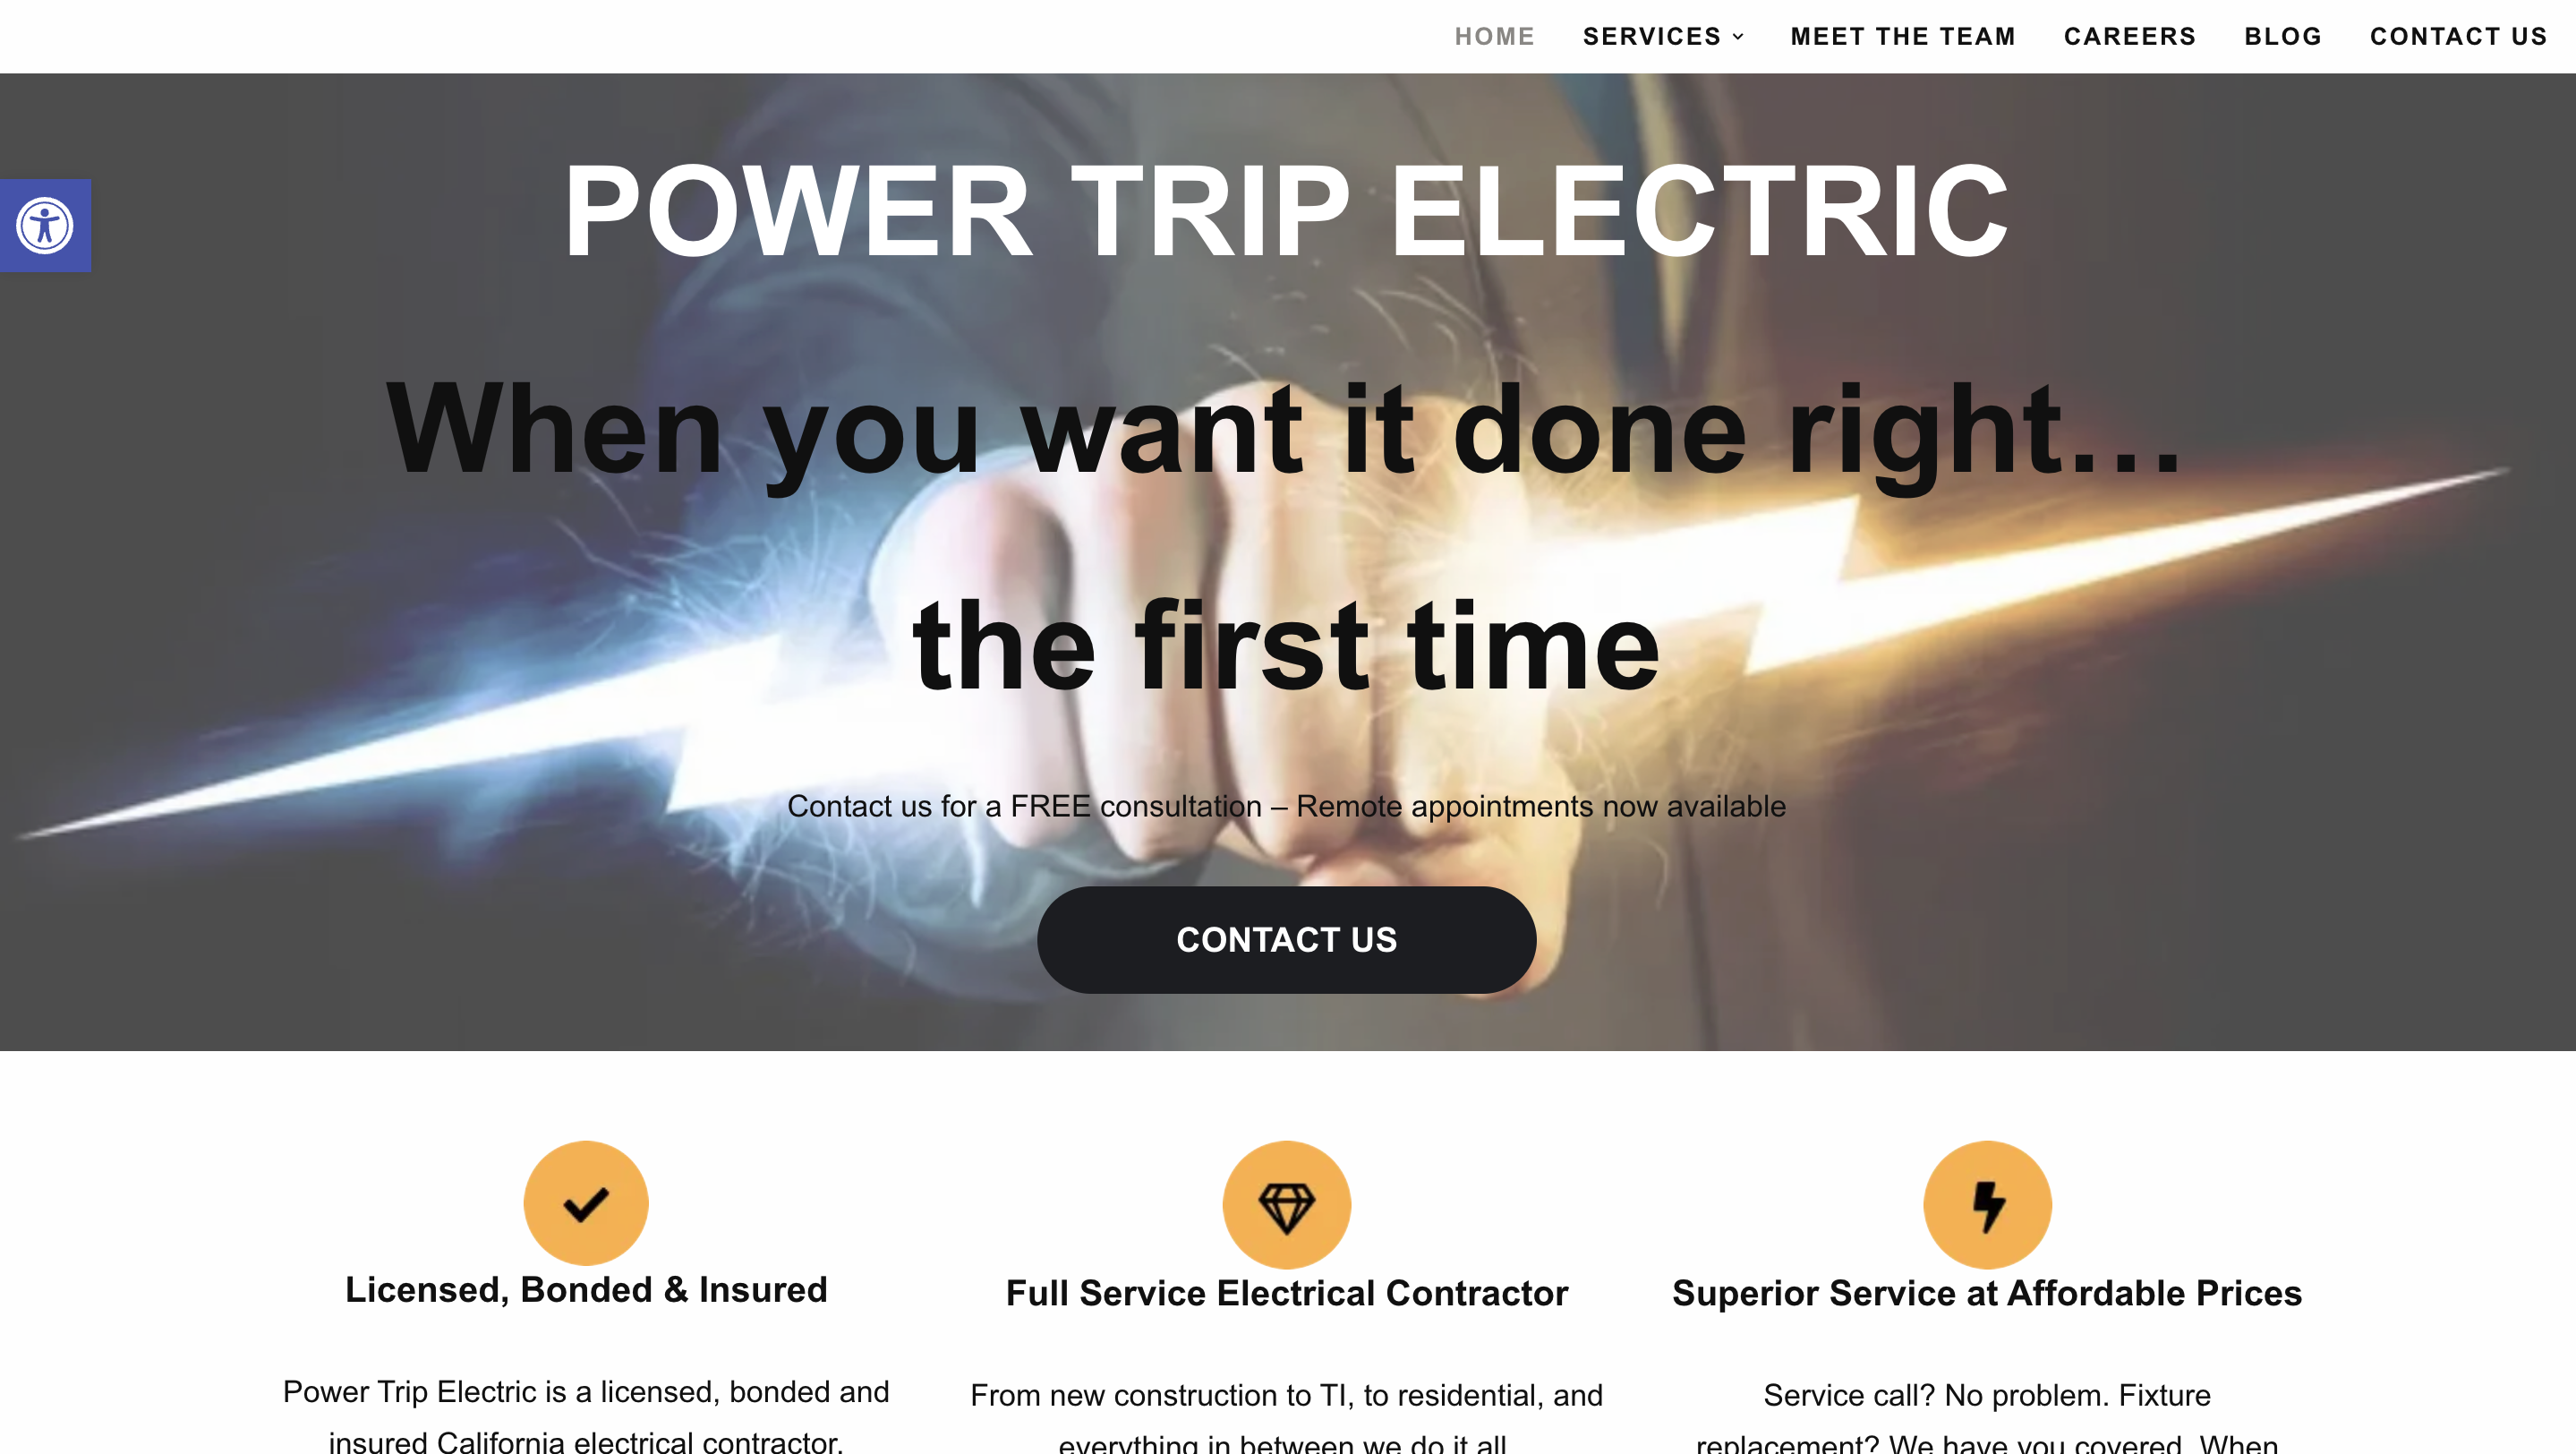 HOME SERVICES MEET THE TEAM CAREERS BLOG CONTACT US
POWER TRIP ELECTRIC
When you want it done right…
the first time
Contact us for a FREE consultation – Remote appointments now available
CONTACT US
Licensed, Bonded & Insured
Power Trip Electric is a licensed, bonded and
insured California electrical contractor.
Full Service Electrical Contractor
From new construction to TI, to residential, and
everything in between we do it all
Superior Service at Affordable Prices
Service call? No problem. Fixture
replacement? We have you covered. When